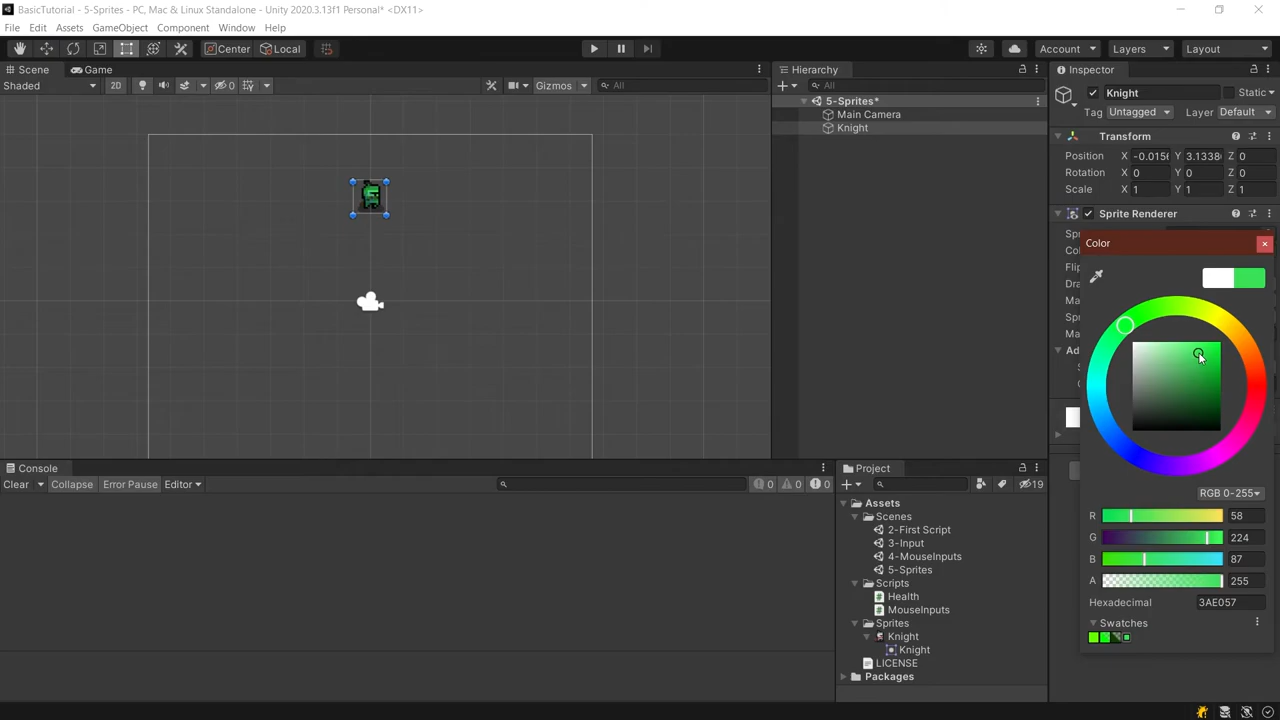 BasicTutorial - 5-Sprites - PC, Mac & Linux Standalone - Unity 2020.3.13f1 Personal* <DX11>
File Edit Assets GameObject Component Window Help
Center Local Account Layers Layout
Scene Game
Shaded 2D 0 Gizmos All
Hierarchy
All
5-Sprites*
Main Camera
Knight
Inspector
Knight Static
Tag Untagged Layer Default
Transform
Position X -0.015 Y 3.138 Z 0
Rotation X 0 Y 0 Z 0
Scale X 1 Y 1 Z 1
Sprite Renderer
Color
RGB 0-255
R 58
G 224
B 87
A 255
Hexadecimal 3AE057
Swatches
Console
Clear Collapse Error Pause Editor 0 0 0
Project
19
Assets
Scenes
2-First Script
3-Input
4-MouseInputs
5-Sprites
Scripts
Health
MouseInputs
Sprites
Knight
Knight
LICENSE
Packages